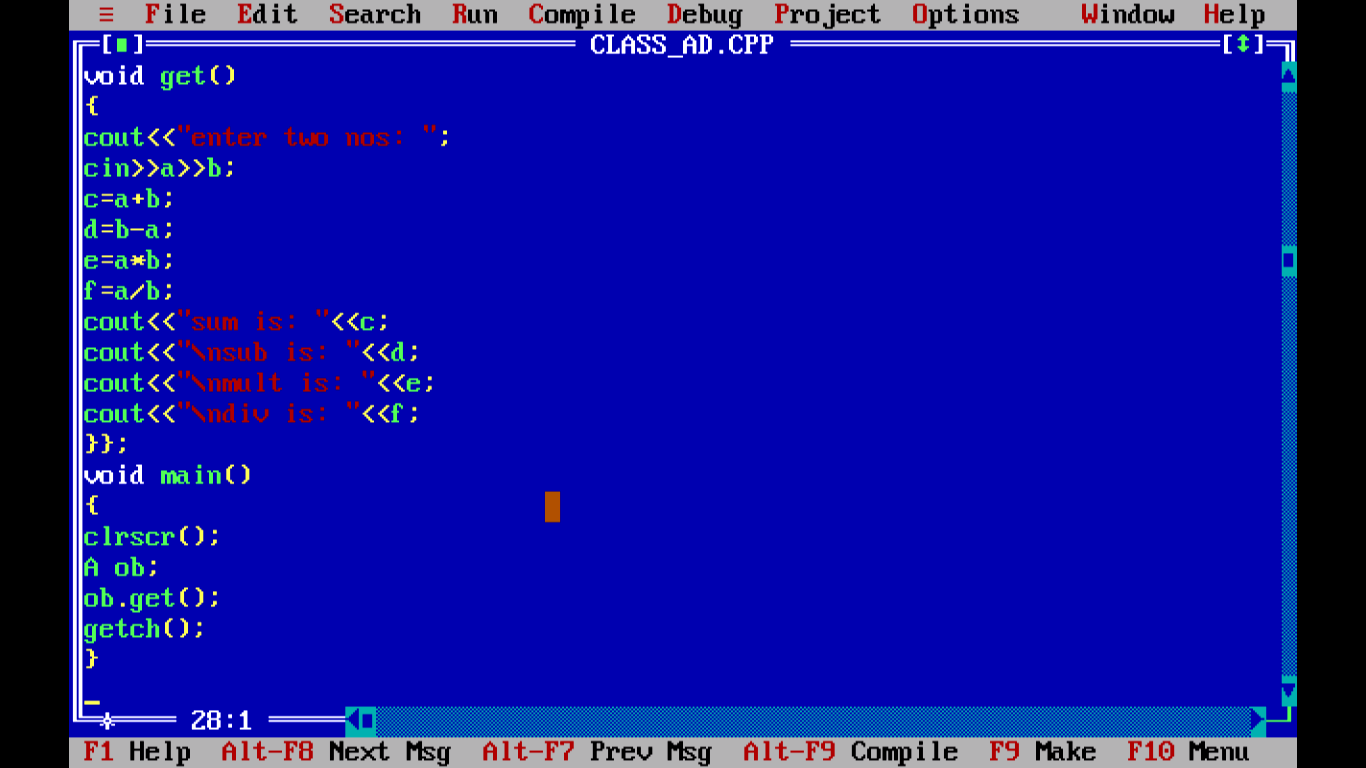 ≡ File Edit Search Run Compile Debug Project Options Window Help
[■] CLASS_AD.CPP [↕]
void get()
{
cout<<"enter two nos: ";
cin>>a>>b;
c=a+b;
d=b-a;
e=a*b;
f=a/b;
cout<<"sum is: "<<c;
cout<<"\nsub is: "<<d;
cout<<"\nmult is: "<<e;
cout<<"\ndiv is: "<<f;
}};
void main()
{
clrscr();
A ob;
ob.get();
getch();
}
28:1
F1 Help Alt-F8 Next Msg Alt-F7 Prev Msg Alt-F9 Compile F9 Make F10 Menu